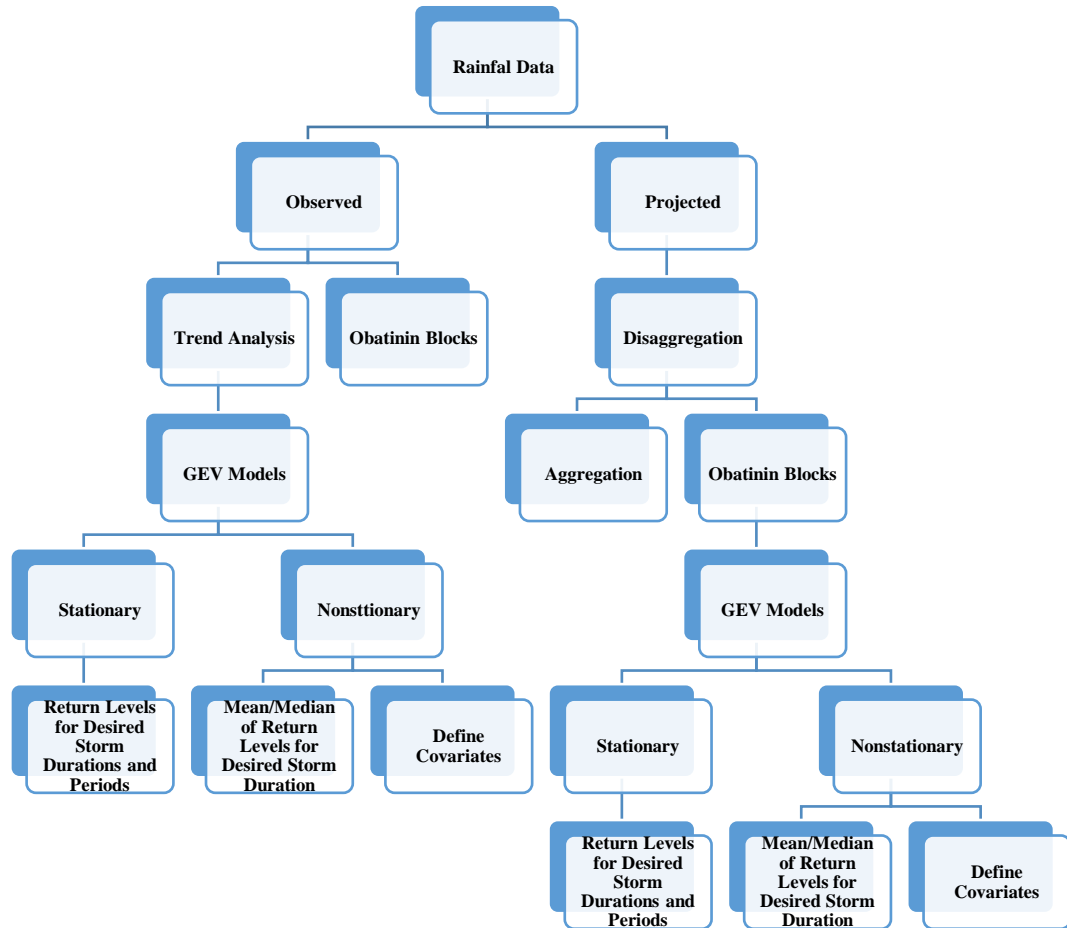 Rainfal Data
Observed
Projected
Trend Analysis
Obatinin Blocks
Disaggregation
GEV Models
Aggregation
Obatinin Blocks
Stationary
Nonsttionary
GEV Models
Return Levels
for Desired
Storm
Durations and
Periods
Mean/Median
of Return
Levels for
Desired Storm
Duration
Define
Covariates
Stationary
Nonstationary
Return Levels
for Desired
Storm
Durations and
Periods
Mean/Median
of Return
Levels for
Desired Storm
Duration
Define
Covariates